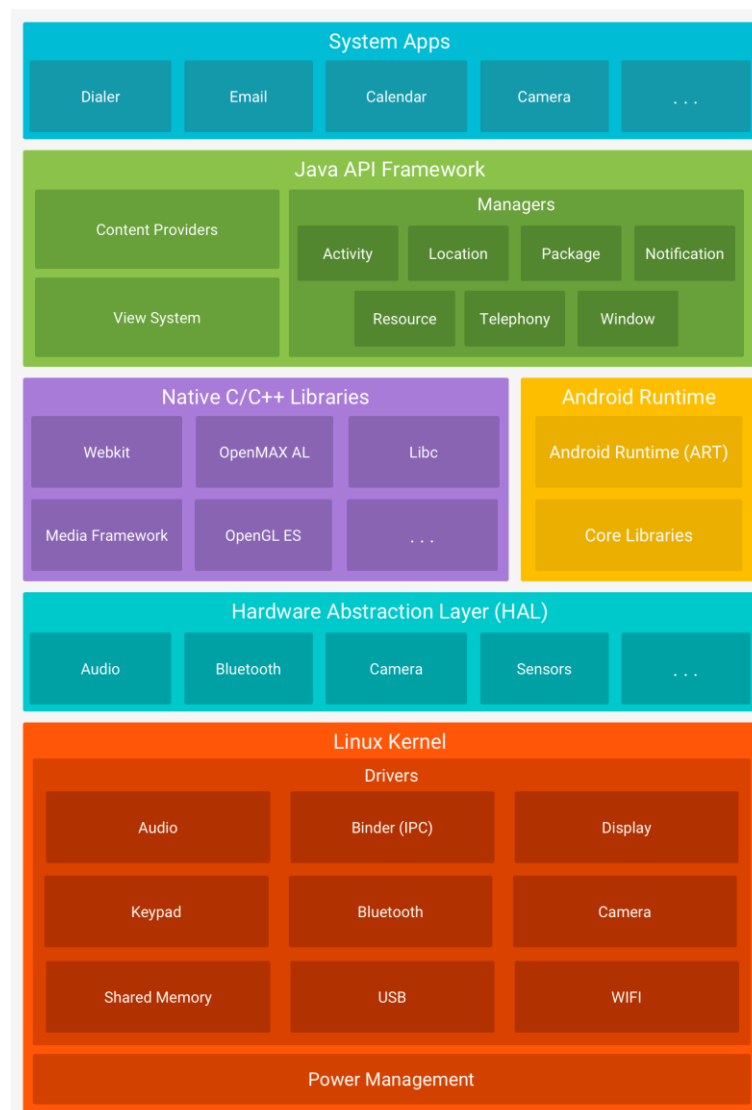 System Apps
Dialer
Email
Calendar
Camera
. . .
Java API Framework
Content Providers
View System
Managers
Activity
Location
Package
Notification
Resource
Telephony
Window
Native C/C++ Libraries
Webkit
OpenMAX AL
Libc
Media Framework
OpenGL ES
. . .
Android Runtime
Android Runtime (ART)
Core Libraries
Hardware Abstraction Layer (HAL)
Audio
Bluetooth
Camera
Sensors
. . .
Linux Kernel
Drivers
Audio
Binder (IPC)
Display
Keypad
Bluetooth
Camera
Shared Memory
USB
WIFI
Power Management